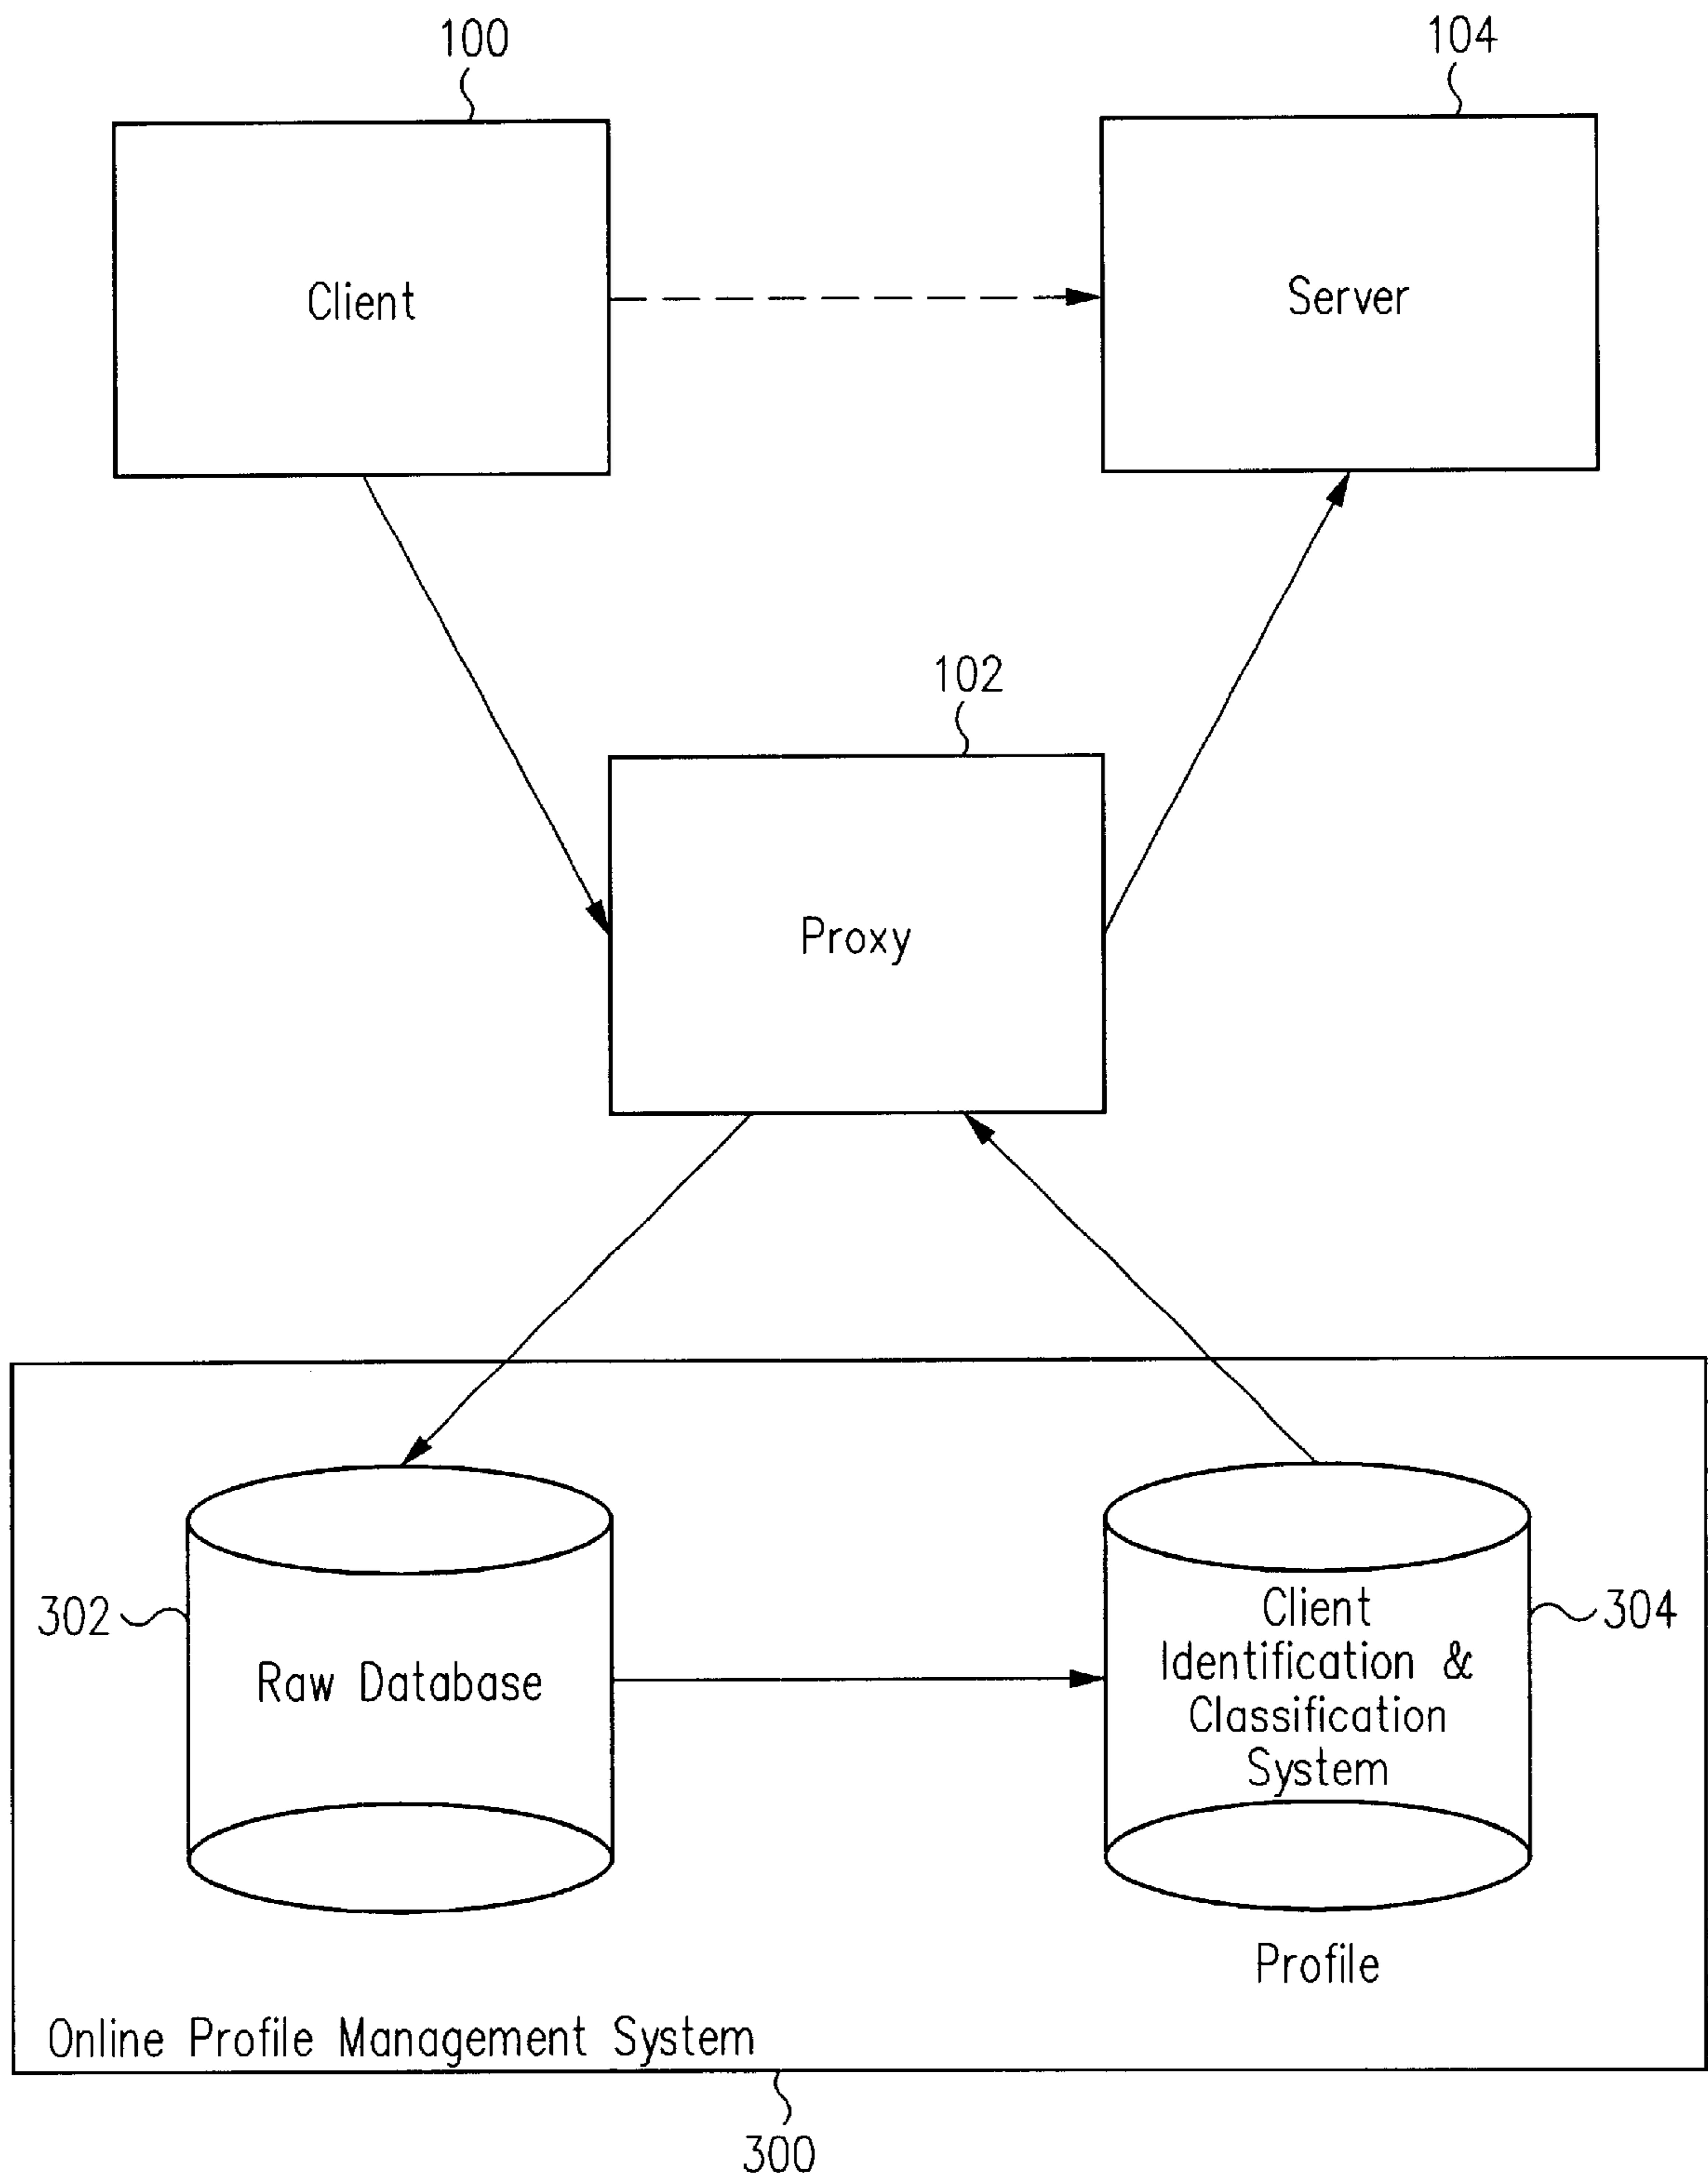 100
104
Client
Server
102
Proxy
302
Raw Database
Client
Identification &
Classification
System
304
Profile
Online Profile Management System
300